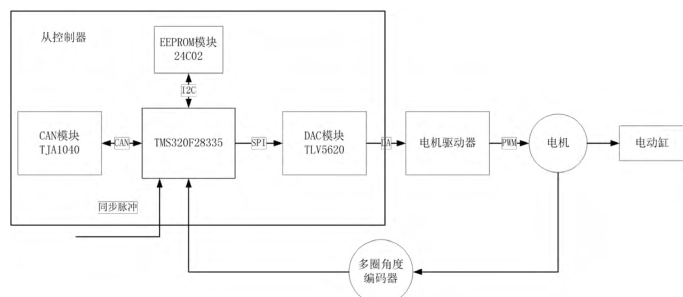 从控制器
EEPROM模块
24C02
I2C
CAN模块
TJA1040
CAN
TMS320F28335
SPI
DAC模块
TLV5620
DA
电机驱动器
PWM
电机
电动缸
同步脉冲
多圈角度
编码器